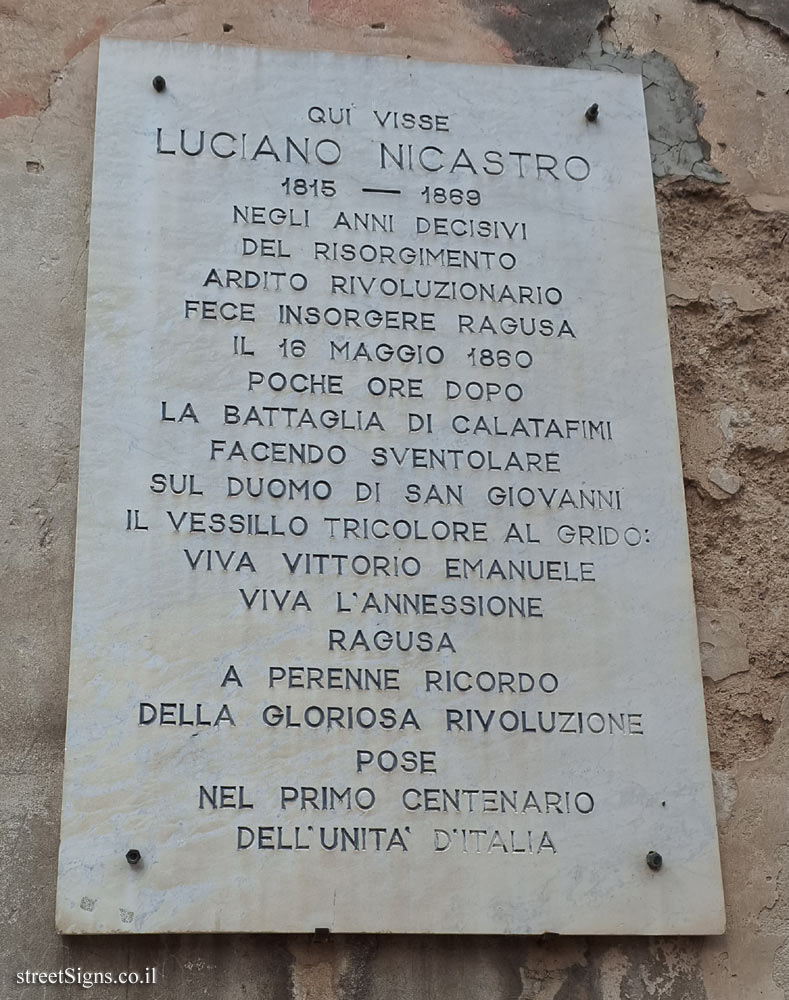 QUI VISSE
LUCIANO NICASTRO
1815 — 1869
NEGLI ANNI DECISIVI
DEL RISORGIMENTO
ARDITO RIVOLUZIONARIO
FECE INSORGERE RAGUSA
IL 16 MAGGIO 1860
POCHE ORE DOPO
LA BATTAGLIA DI CALATAFIMI
FACENDO SVENTOLARE
SUL DUOMO DI SAN GIOVANNI
IL VESSILLO TRICOLORE AL GRIDO:
VIVA VITTORIO EMANUELE
VIVA L'ANNESSIONE
RAGUSA
A PERENNE RICORDO
DELLA GLORIOSA RIVOLUZIONE
POSE
NEL PRIMO CENTENARIO
DELL'UNITA' D'ITALIA
streetSigns.co.il